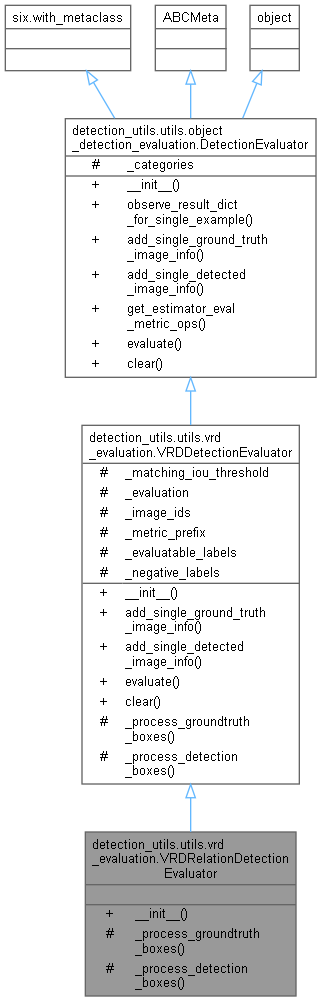 six.with_metaclass
ABCMeta
object
detection_utils.utils.object
_detection_evaluation.DetectionEvaluator
# _categories
+ __init__()
+ observe_result_dict
_for_single_example()
+ add_single_ground_truth
_image_info()
+ add_single_detected
_image_info()
+ get_estimator_eval
_metric_ops()
+ evaluate()
+ clear()
detection_utils.utils.vrd
_evaluation.VRDDetectionEvaluator
# _matching_iou_threshold
# _evaluation
# _image_ids
# _metric_prefix
# _evaluatable_labels
# _negative_labels
+ __init__()
+ add_single_ground_truth
_image_info()
+ add_single_detected
_image_info()
+ evaluate()
+ clear()
# _process_groundtruth
_boxes()
# _process_detection
_boxes()
detection_utils.utils.vrd
_evaluation.VRDRelationDetection
Evaluator
+ __init__()
# _process_groundtruth
_boxes()
# _process_detection
_boxes()